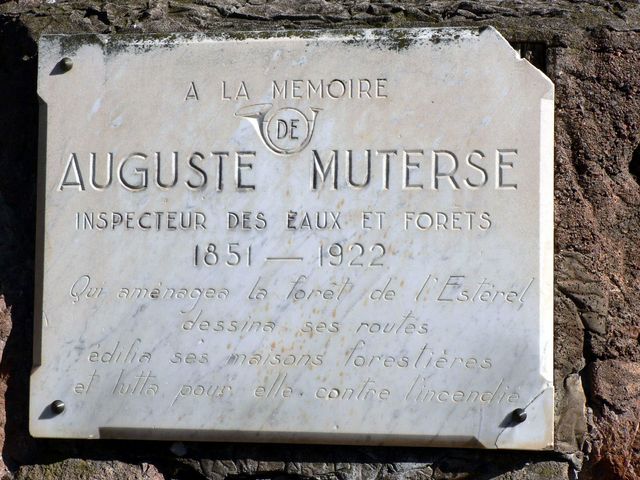 A LA MEMOIRE
DE
AUGUSTE MUTERSE
INSPECTEUR DES EAUX ET FORETS
1851 — 1922
Qui aménagea la forêt de l'Estérel
dessina ses routes
édifia ses maisons forestières
et lutta pour elle contre l'incendie